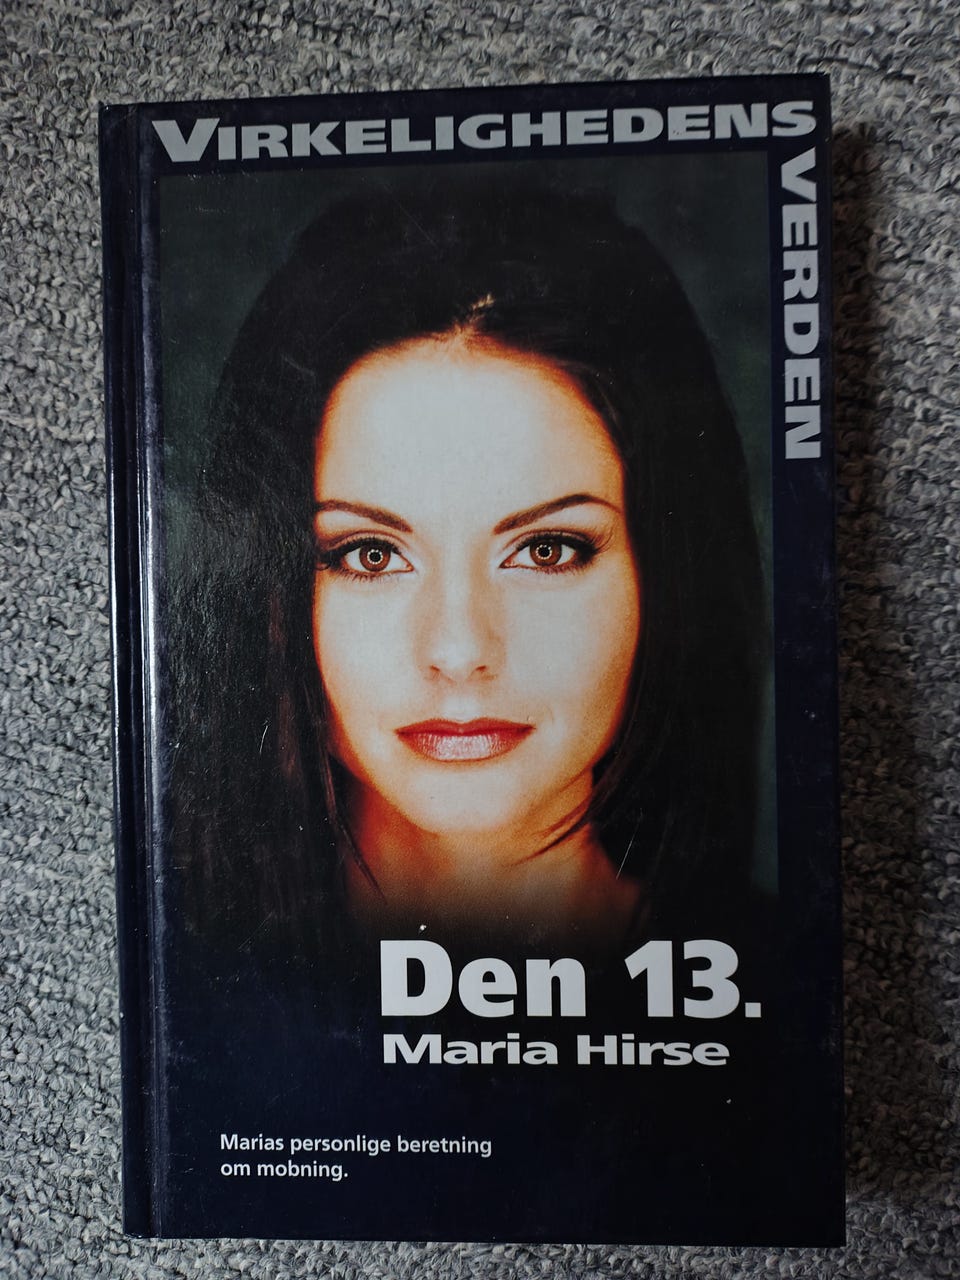 VIRKELIGHEDENS
VERDEN
Den 13.
Maria Hirse
Marias personlige beretning
om mobning.